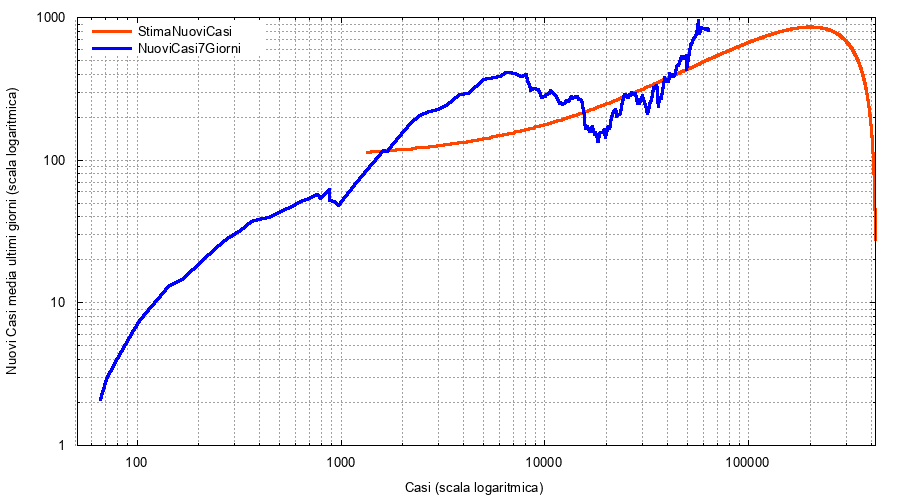 StimaNuoviCasi
NuoviCasi7Giorni
1000
100
10
1
Nuovi Casi media ultimi giorni (scala logaritmica)
100
1000
10000
100000
Casi (scala logaritmica)